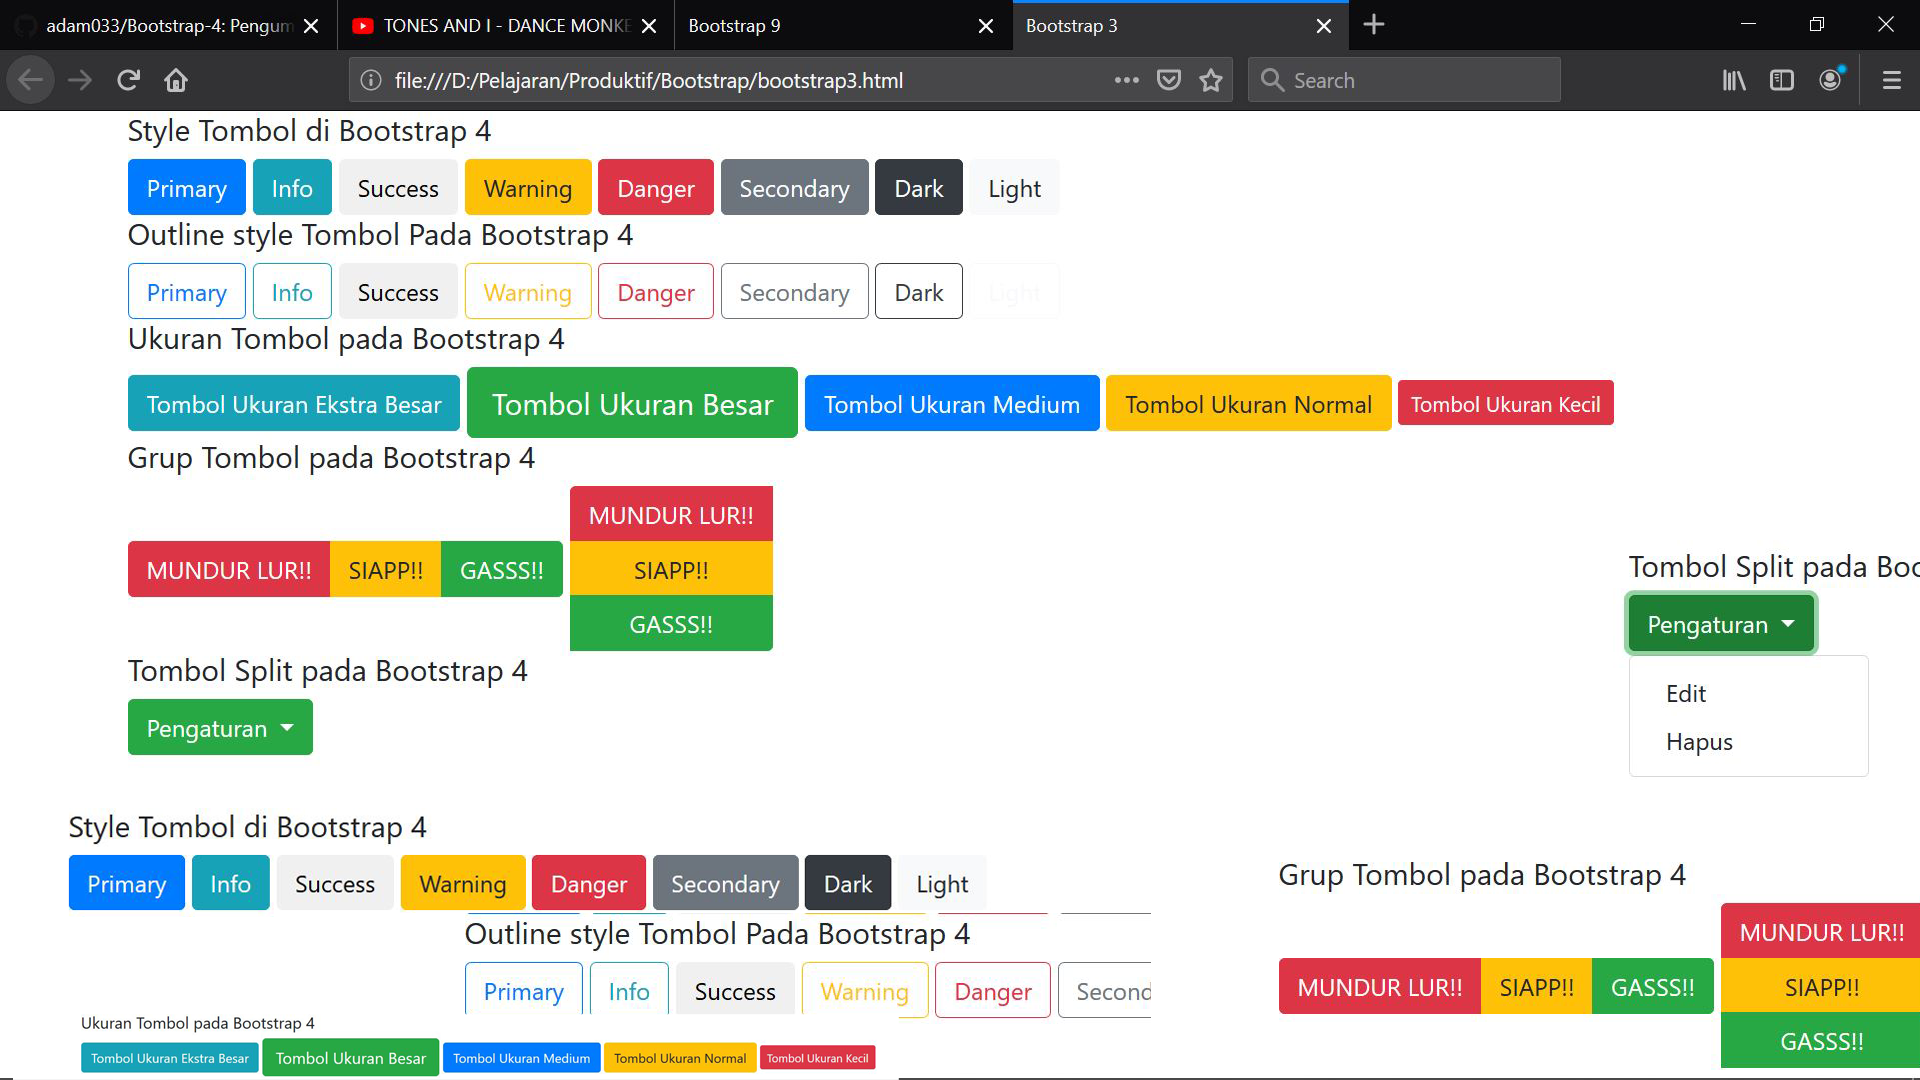 adam033/Bootstrap-4: Pengum
TONES AND I - DANCE MONKE
Bootstrap 9
Bootstrap 3
file:///D:/Pelajaran/Produktif/Bootstrap/bootstrap3.html
Search
Style Tombol di Bootstrap 4
Primary Info Success Warning Danger Secondary Dark Light
Outline style Tombol Pada Bootstrap 4
Primary Info Success Warning Danger Secondary Dark Light
Ukuran Tombol pada Bootstrap 4
Tombol Ukuran Ekstra Besar Tombol Ukuran Besar Tombol Ukuran Medium Tombol Ukuran Normal Tombol Ukuran Kecil
Grup Tombol pada Bootstrap 4
MUNDUR LUR!!
MUNDUR LUR!! SIAPP!! GASSS!! SIAPP!!
GASSS!!
Tombol Split pada Bootstrap 4
Pengaturan
Tombol Split pada Boo
Pengaturan
Edit
Hapus
Style Tombol di Bootstrap 4
Primary Info Success Warning Danger Secondary Dark Light
Outline style Tombol Pada Bootstrap 4
Primary Info Success Warning Danger Second
Ukuran Tombol pada Bootstrap 4
Tombol Ukuran Ekstra Besar Tombol Ukuran Besar Tombol Ukuran Medium Tombol Ukuran Normal Tombol Ukuran Kecil
Grup Tombol pada Bootstrap 4
MUNDUR LUR!!
MUNDUR LUR!! SIAPP!! GASSS!! SIAPP!!
GASSS!!